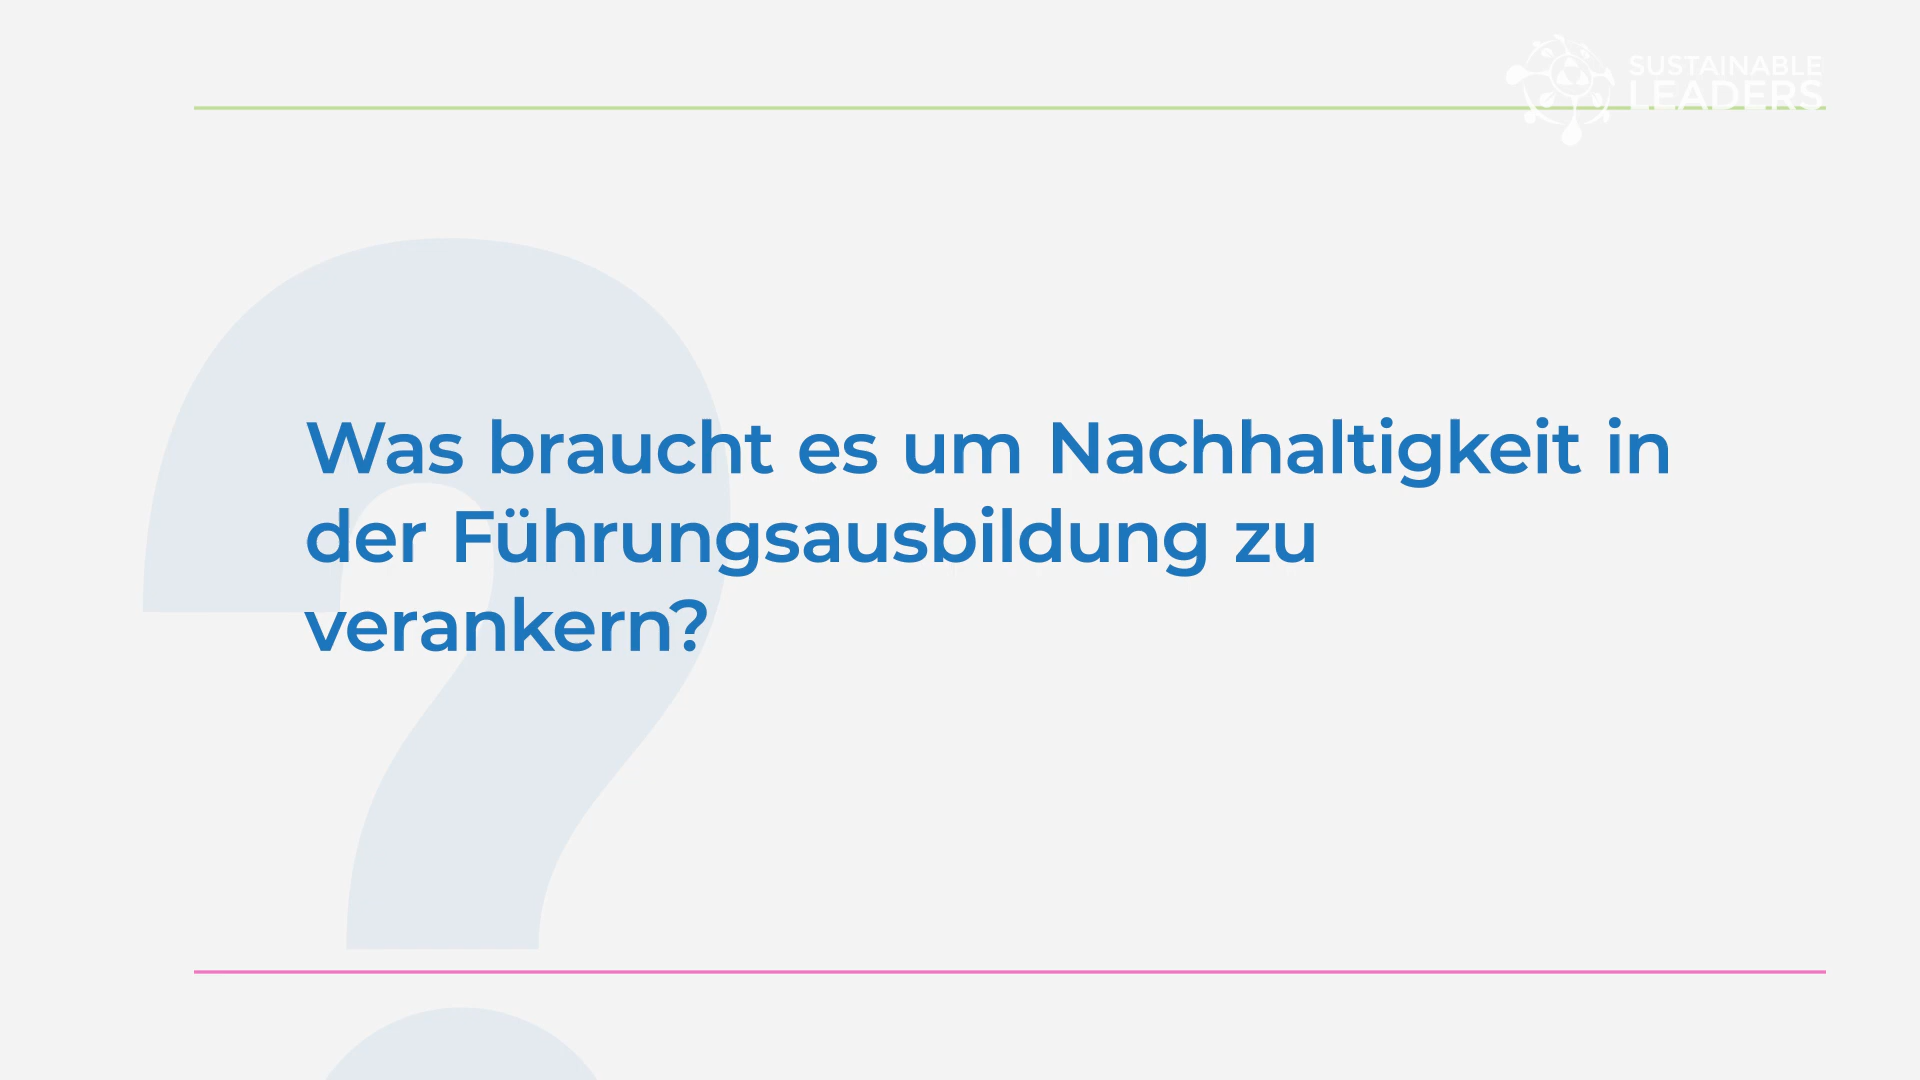 SUSTAINABLE
LEADERS
Was braucht es um Nachhaltigkeit in
der Führungsausbildung zu
verankern?